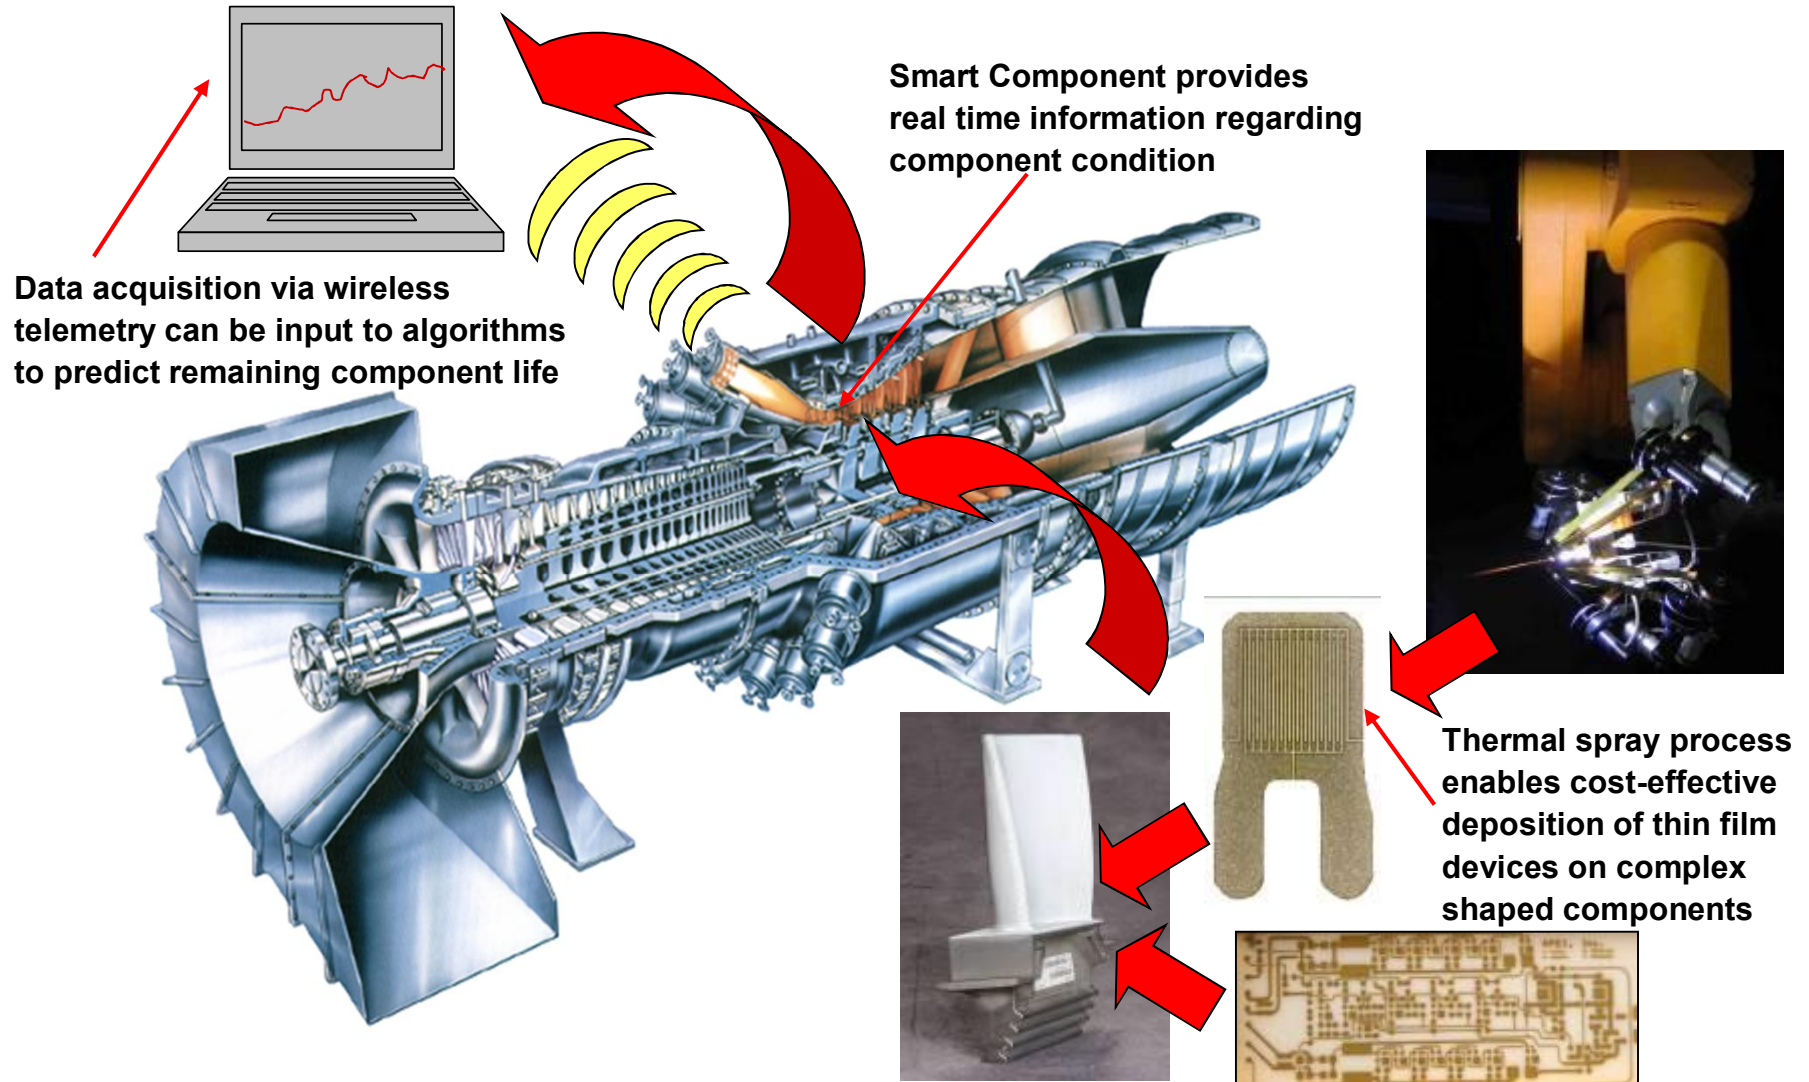 Smart Component provides
real time information regarding
component condition
Data acquisition via wireless
telemetry can be input to algorithms
to predict remaining component life
Thermal spray process
enables cost-effective
deposition of thin film
devices on complex
shaped components